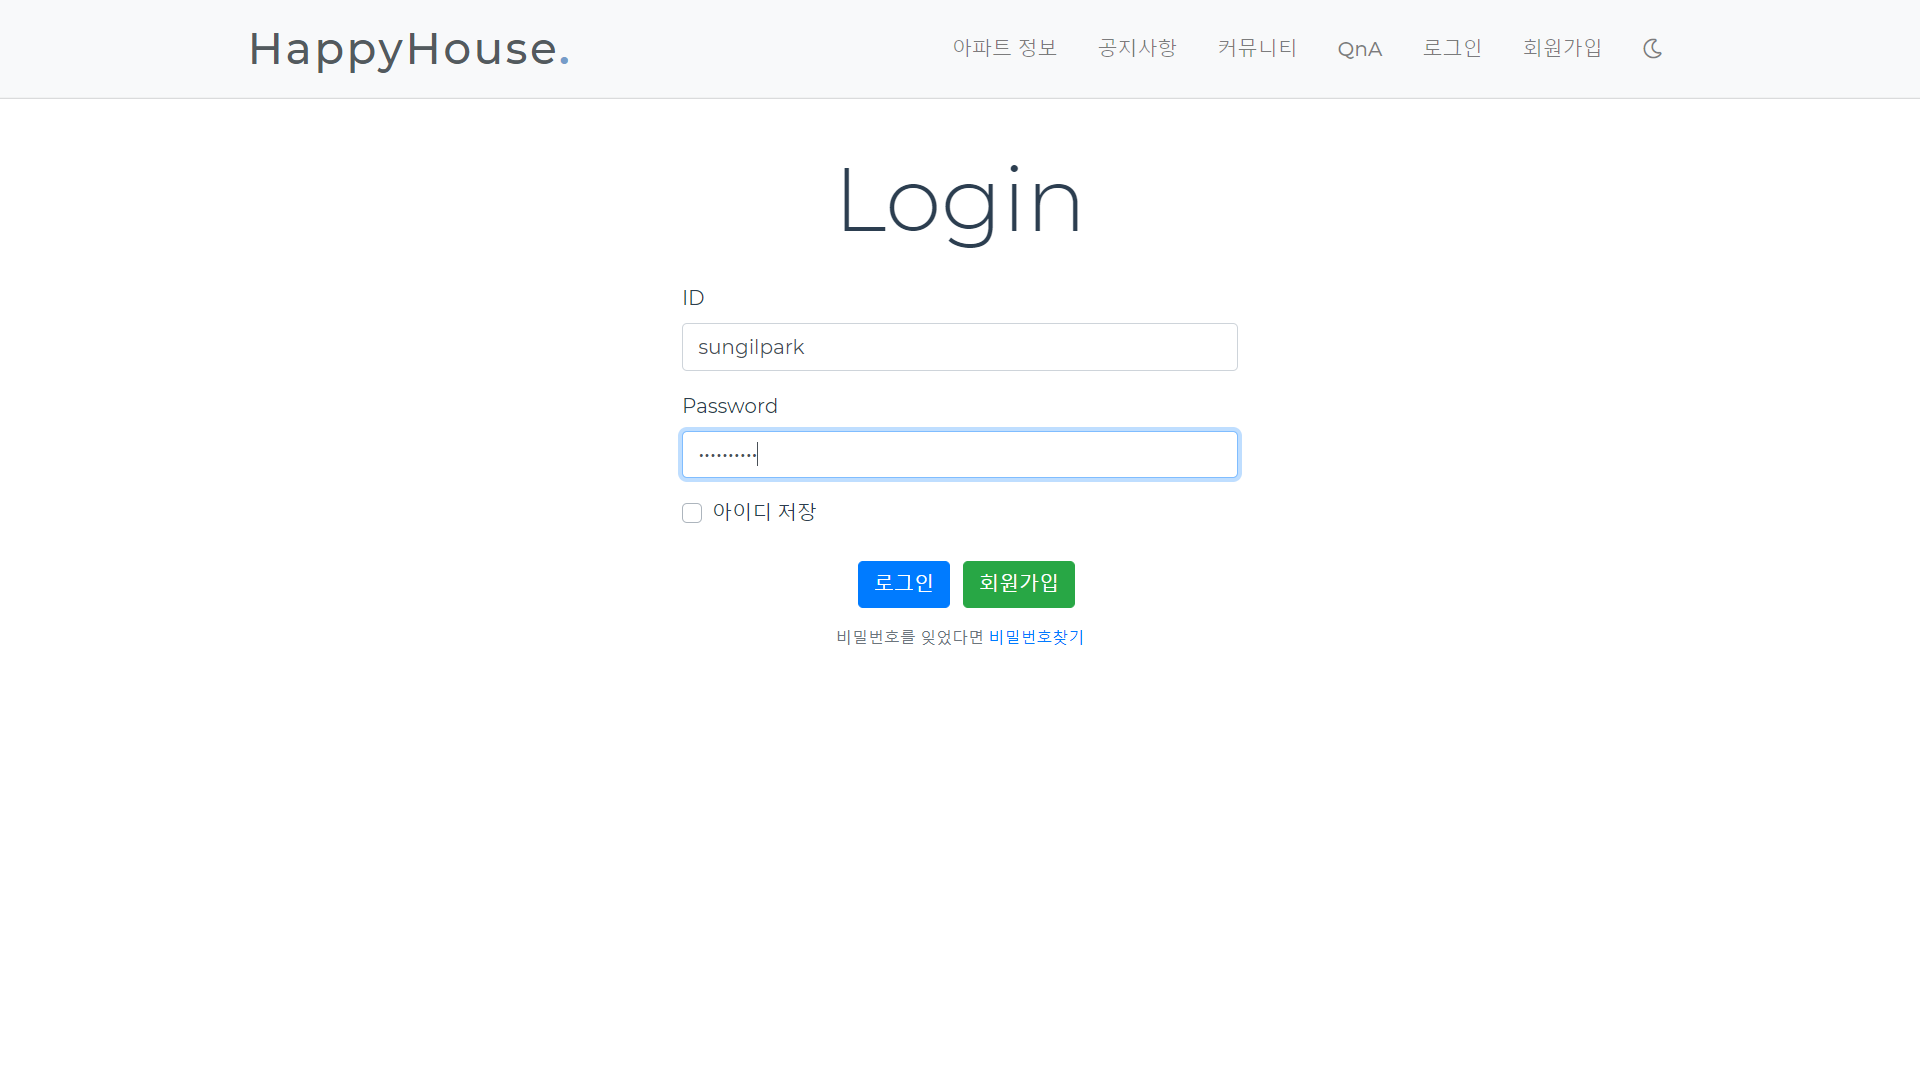 HappyHouse.
아파트 정보 공지사항 커뮤니티 QnA 로그인 회원가입
Login
ID
sungilpark
Password
••••••••••
아이디 저장
로그인 회원가입
비밀번호를 잊었다면 비밀번호찾기